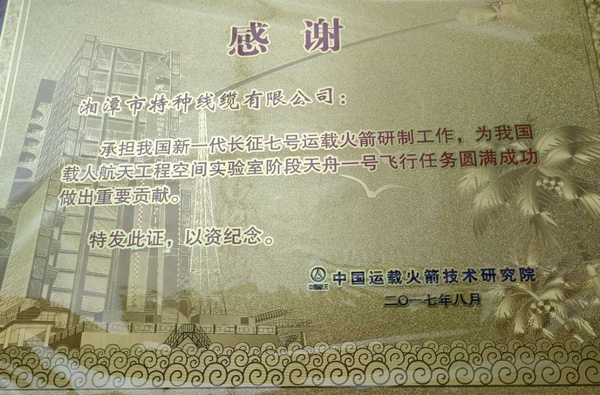 感谢
湘潭市特种线缆有限公司：
承担我国新一代长征七号运载火箭研制工作，为我国
载人航天工程空间实验室阶段天舟一号飞行任务圆满成功
做出重要贡献。
特发此证，以资纪念。
中国航天
中国运载火箭技术研究院
二〇一七年八月